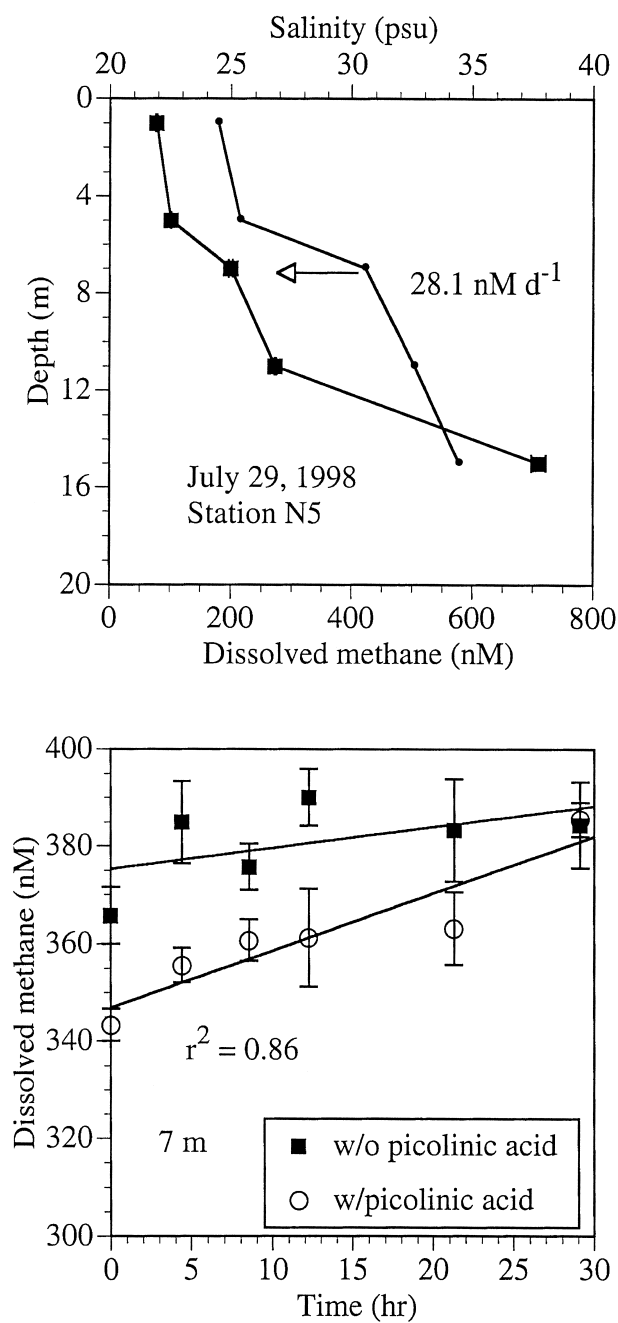 Salinity (psu)
20 25 30 35 40
0
4
8
12
16
20
Depth (m)
28.1 nM d-1
July 29, 1998
Station N5
0 200 400 600 800
Dissolved methane (nM)
400
380
360
340
320
300
Dissolved methane (nM)
r2 = 0.86
7 m
w/o picolinic acid
w/picolinic acid
0 5 10 15 20 25 30
Time (hr)